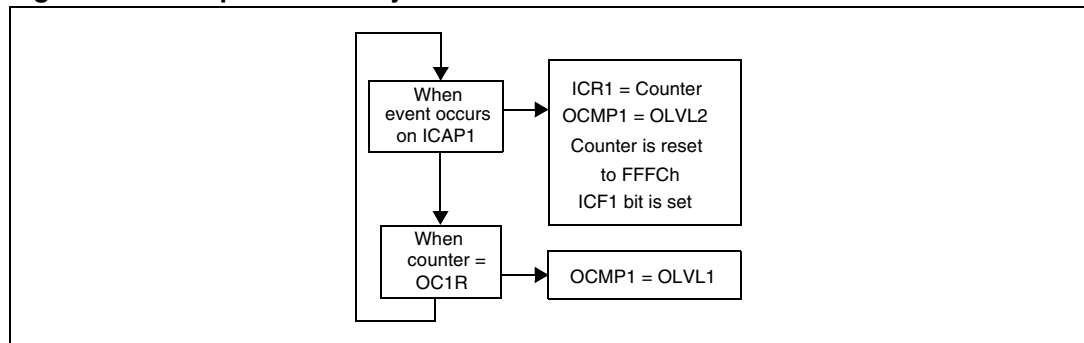 When
event occurs
on ICAP1
ICR1 = Counter
OCMP1 = OLVL2
Counter is reset
to FFFCh
ICF1 bit is set
When
counter =
OC1R
OCMP1 = OLVL1